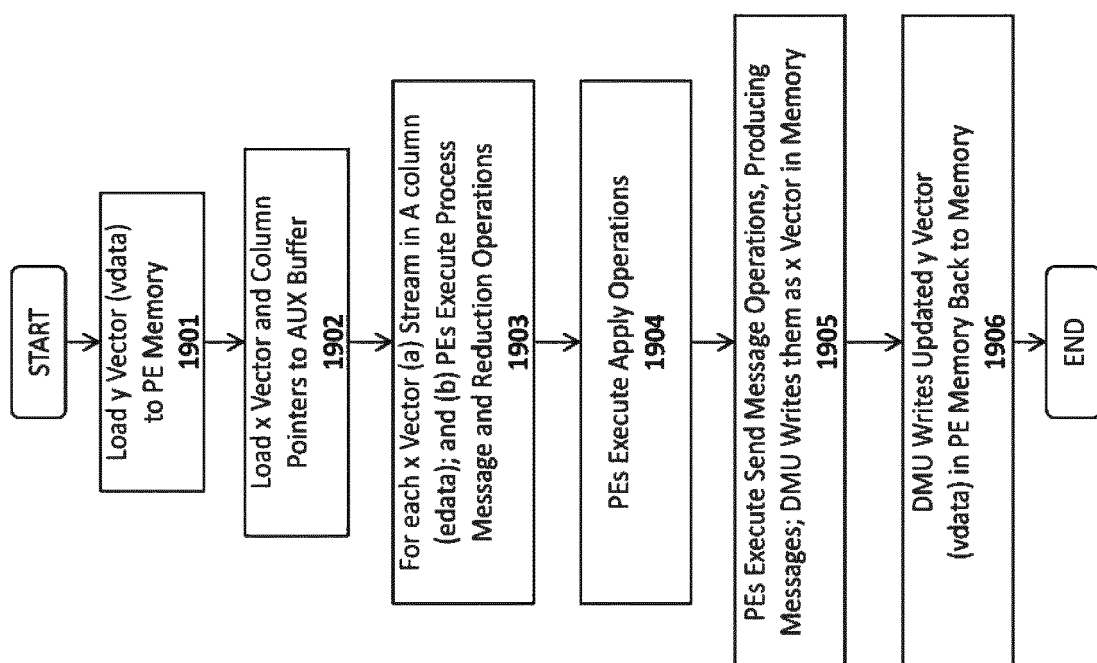 START
Load y Vector (vdata)
to PE Memory
1901
Load x Vector and Column
Pointers to AUX Buffer
1902
For each x Vector (a) Stream in A column
(edata); and (b) PEs Execute Process
Message and Reduction Operations
1903
PEs Execute Apply Operations
1904
PEs Execute Send Message Operations, Producing
Messages; DMU Writes them as x Vector in Memory
1905
DMU Writes Updated y Vector
(vdata) in PE Memory Back to Memory
1906
END